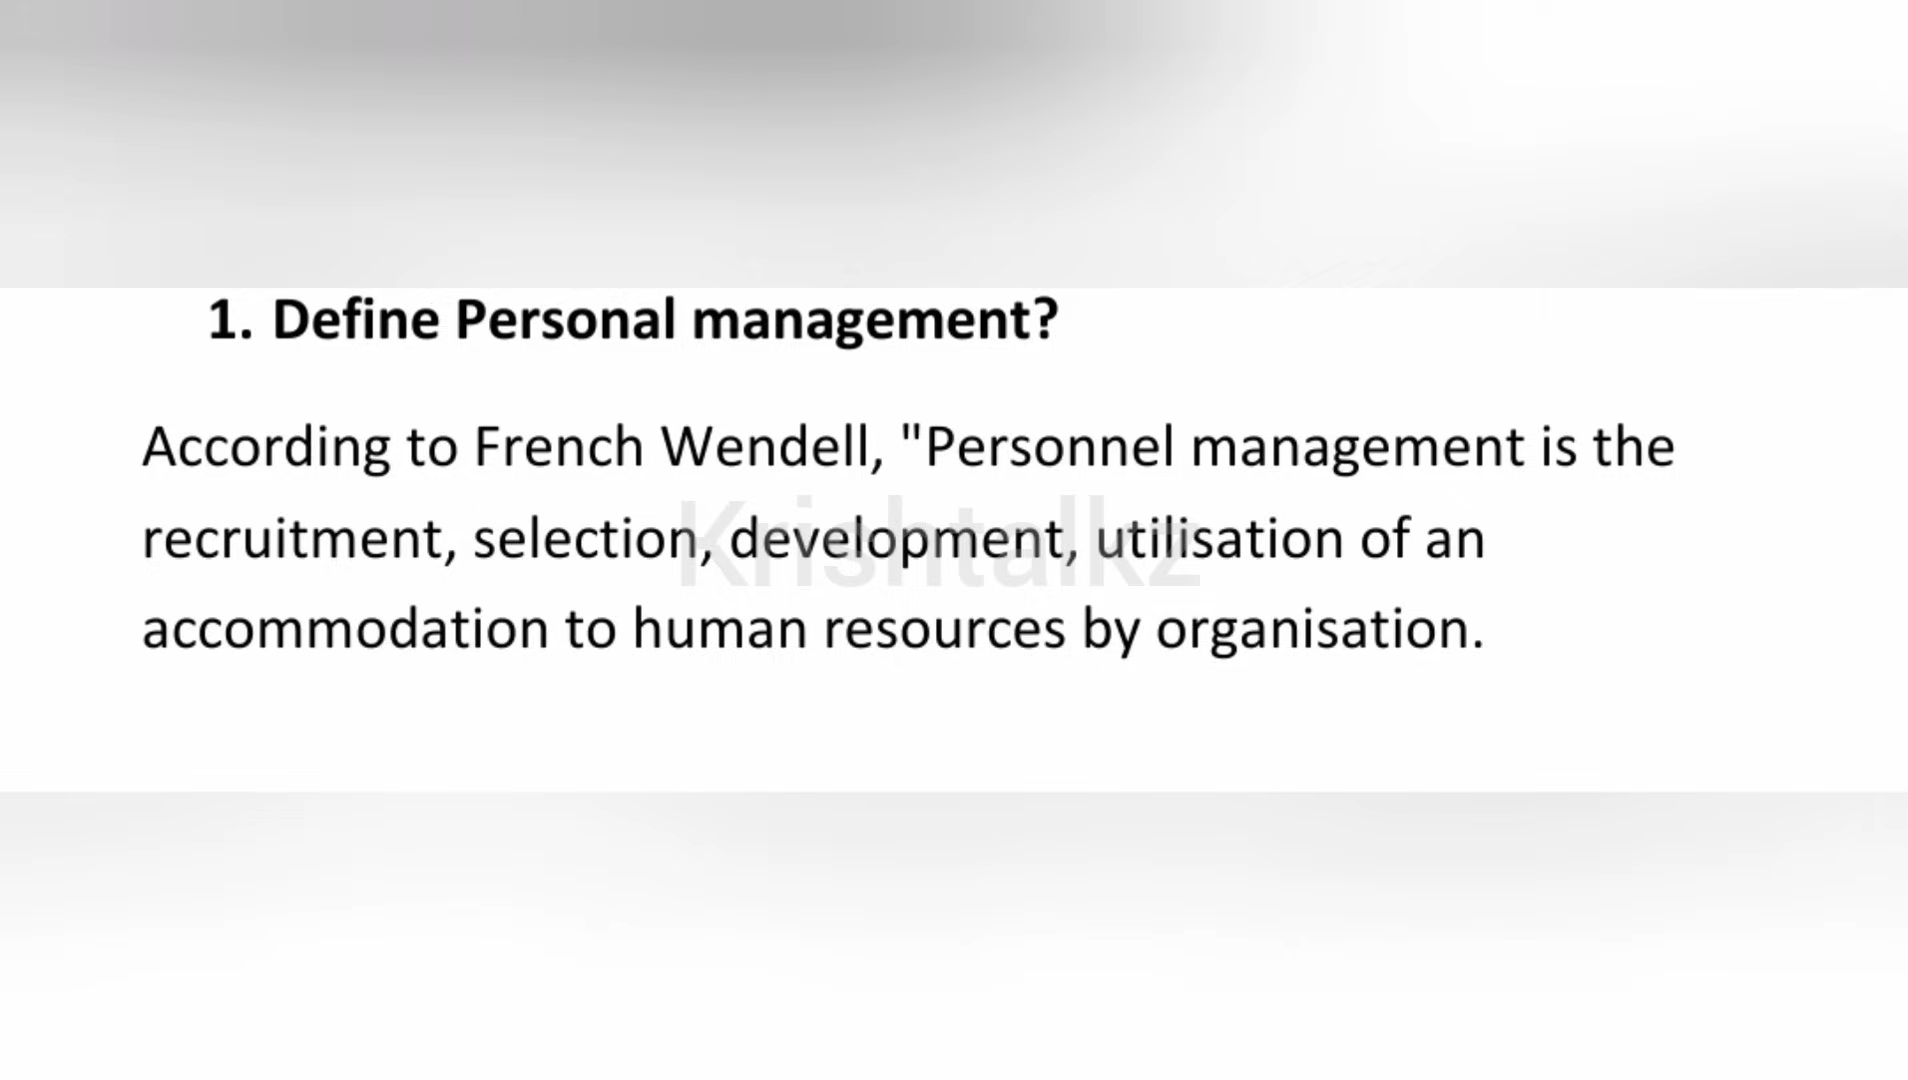 1. Define Personal management?
According to French Wendell, "Personnel management is the
recruitment, selection, development, utilisation of an
Krishtalkz
accommodation to human resources by organisation.